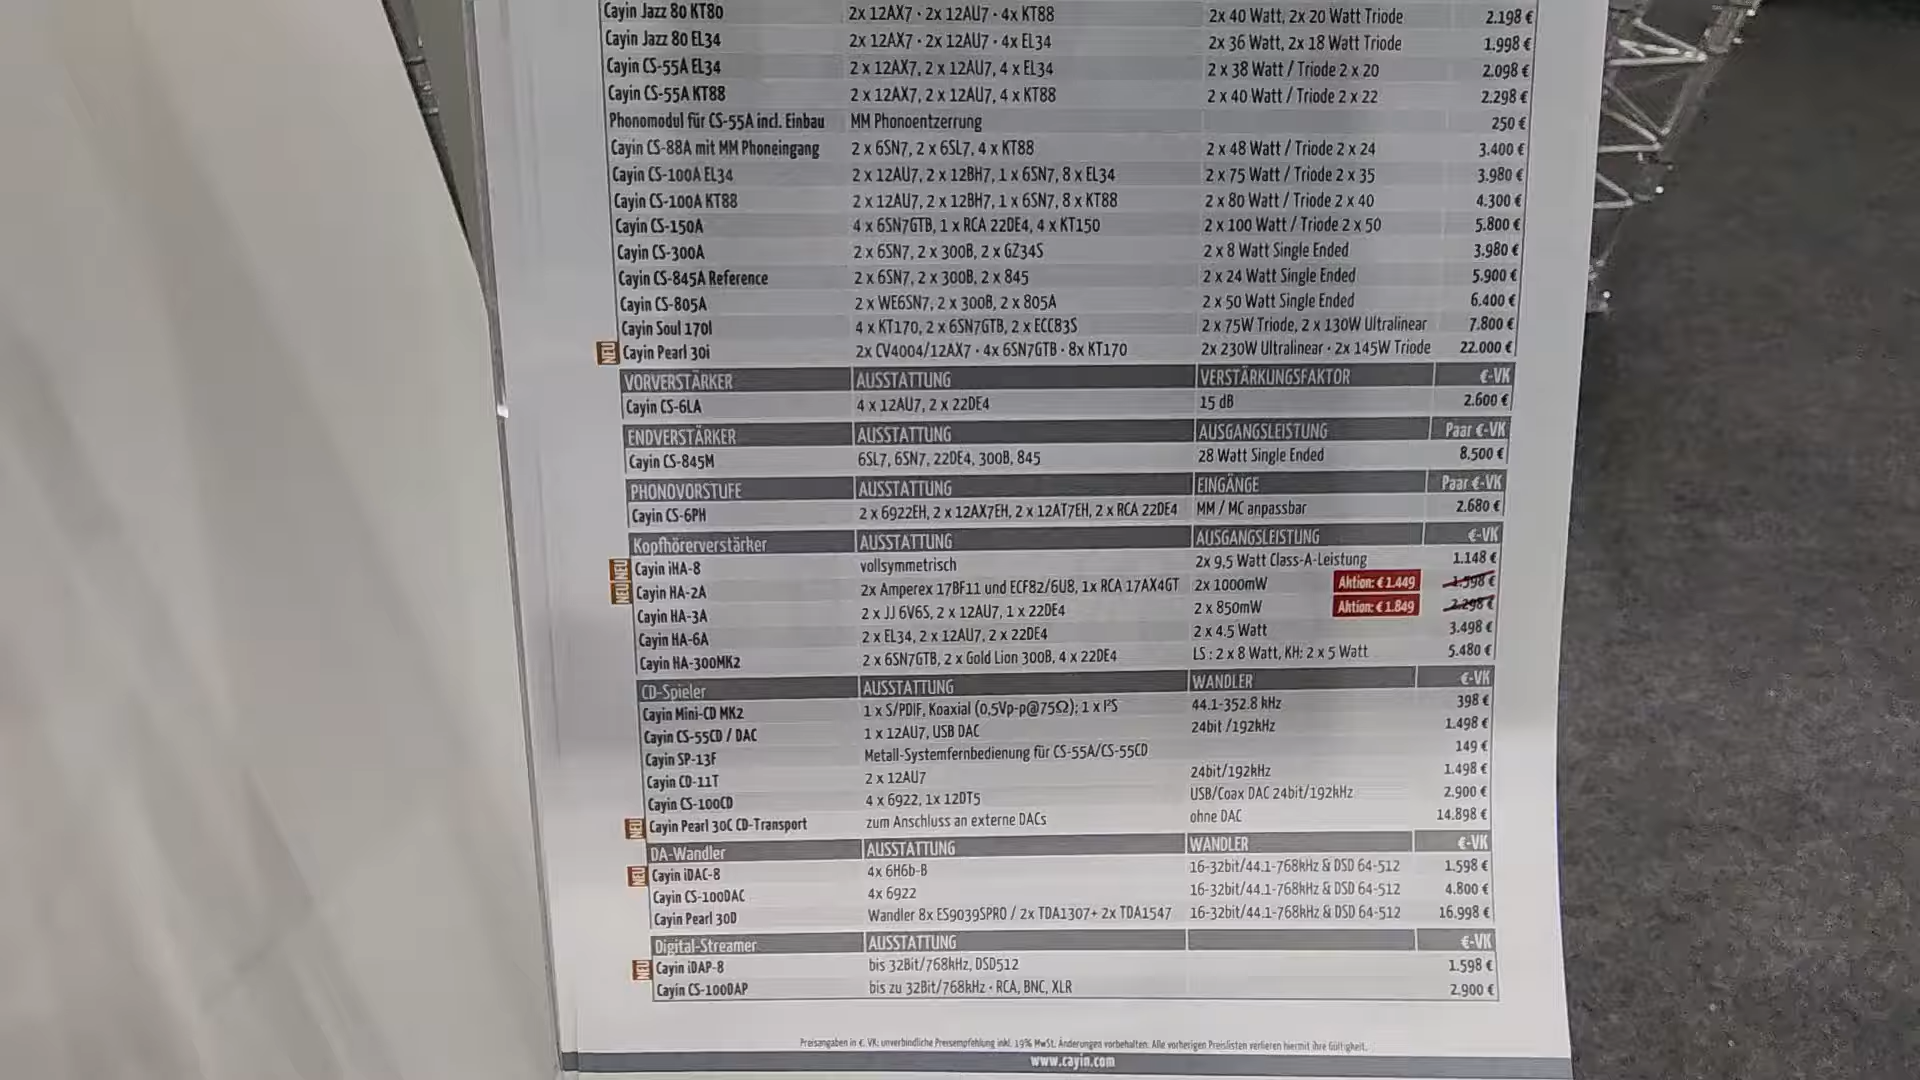 Cayin Jazz 80 KT80 2x 12AX7 · 2x 12AU7 · 4x KT88 2x 40 Watt, 2x 20 Watt Triode 2.198 €
Cayin Jazz 80 EL34 2x 12AX7 · 2x 12AU7 · 4x EL34 2x 36 Watt, 2x 18 Watt Triode 1.998 €
Cayin CS-55A EL34 2 x 12AX7, 2 x 12AU7, 4 x EL34 2 x 38 Watt / Triode 2 x 20 2.098 €
Cayin CS-55A KT88 2 x 12AX7, 2 x 12AU7, 4 x KT88 2 x 40 Watt / Triode 2 x 22 2.298 €
Phonomodul für CS-55A incl. Einbau MM Phonoentzerrung 250 €
Cayin CS-88A mit MM Phoneingang 2 x 6SN7, 2 x 6SL7, 4 x KT88 2 x 48 Watt / Triode 2 x 24 3.400 €
Cayin CS-100A EL34 2 x 12AU7, 2 x 12BH7, 1 x 6SN7, 8 x EL34 2 x 75 Watt / Triode 2 x 35 3.980 €
Cayin CS-100A KT88 2 x 12AU7, 2 x 12BH7, 1 x 6SN7, 8 x KT88 2 x 80 Watt / Triode 2 x 40 4.300 €
Cayin CS-150A 4 x 6SN7GTB, 1 x RCA 22DE4, 4 x KT150 2 x 100 Watt / Triode 2 x 50 5.800 €
Cayin CS-300A 2 x 6SN7, 2 x 300B, 2 x GZ34S 2 x 8 Watt Single Ended 3.980 €
Cayin CS-845A Reference 2 x 6SN7, 2 x 300B, 2 x 845 2 x 24 Watt Single Ended 5.900 €
Cayin CS-805A 2 x WE6SN7, 2 x 300B, 2 x 805A 2 x 50 Watt Single Ended 6.400 €
Cayin Soul 170I 4 x KT170, 2 x 6SN7GTB, 2 x ECC83S 2 x 75W Triode, 2 x 130W Ultralinear 7.800 €
NEU Cayin Pearl 30i 2x CV4004/12AX7 · 4x 6SN7GTB · 8x KT170 2x 230W Ultralinear · 2x 145W Triode 22.000 €
VORVERSTÄRKER AUSSTATTUNG VERSTÄRKUNGSFAKTOR €-VK
Cayin CS-6LA 4 x 12AU7, 2 x 22DE4 15 dB 2.600 €
ENDVERSTÄRKER AUSSTATTUNG AUSGANGSLEISTUNG Paar €-VK
Cayin CS-845M 6SL7, 6SN7, 22DE4, 300B, 845 28 Watt Single Ended 8.500 €
PHONOVORSTUFE AUSSTATTUNG EINGÄNGE Paar €-VK
Cayin CS-6PH 2 x 6922EH, 2 x 12AX7EH, 2 x 12AT7EH, 2 x RCA 22DE4 MM / MC anpassbar 2.680 €
Kopfhörerverstärker AUSSTATTUNG AUSGANGSLEISTUNG €-VK
NEU Cayin iHA-8 vollsymmetrisch 2x 9,5 Watt Class-A-Leistung 1.148 €
NEU Cayin HA-2A 2x Amperex 17BF11 und ECF82/6U8, 1x RCA 17AX4GT 2x 1000mW Aktion: € 1.449 1.598 €
Cayin HA-3A 2 x JJ 6V6S, 2 x 12AU7, 1 x 22DE4 2 x 850mW Aktion: € 1.849 2.298 €
Cayin HA-6A 2 x EL34, 2 x 12AU7, 2 x 22DE4 2 x 4.5 Watt 3.498 €
Cayin HA-300MK2 2 x 6SN7GTB, 2 x Gold Lion 300B, 4 x 22DE4 LS : 2 x 8 Watt, KH: 2 x 5 Watt 5.480 €
CD-Spieler AUSSTATTUNG WANDLER €-VK
Cayin Mini-CD MK2 1 x S/PDIF, Koaxial (0,5Vp-p@75Ω); 1 x I²S 44.1-352.8 kHz 398 €
Cayin CS-55CD / DAC 1 x 12AU7, USB DAC 24bit /192kHz 1.498 €
Cayin SP-13F Metall-Systemfernbedienung für CS-55A/CS-55CD 149 €
Cayin CD-11T 2 x 12AU7 24bit/192kHz 1.498 €
Cayin CS-100CD 4 x 6922, 1x 12DT5 USB/Coax DAC 24bit/192kHz 2.900 €
NEU Cayin Pearl 30C CD-Transport zum Anschluss an externe DACs ohne DAC 14.898 €
DA-Wandler AUSSTATTUNG WANDLER €-VK
NEU Cayin iDAC-8 4x 6H6b-B 16-32bit/44.1-768kHz & DSD 64-512 1.598 €
Cayin CS-100DAC 4x 6922 16-32bit/44.1-768kHz & DSD 64-512 4.800 €
Cayin Pearl 30D Wandler 8x ES9039SPRO / 2x TDA1307+ 2x TDA1547 16-32bit/44.1-768kHz & DSD 64-512 16.998 €
Digital-Streamer AUSSTATTUNG €-VK
NEU Cayin iDAP-8 bis 32Bit/768kHz, DSD512 1.598 €
Cayin CS-100DAP bis zu 32Bit/768kHz · RCA, BNC, XLR 2.900 €
Preisangaben in €. VK: unverbindliche Preisempfehlung inkl. 19% MwSt. Änderungen vorbehalten. Alle vorherigen Preislisten verlieren hiermit ihre Gültigkeit.
www.cayin.com